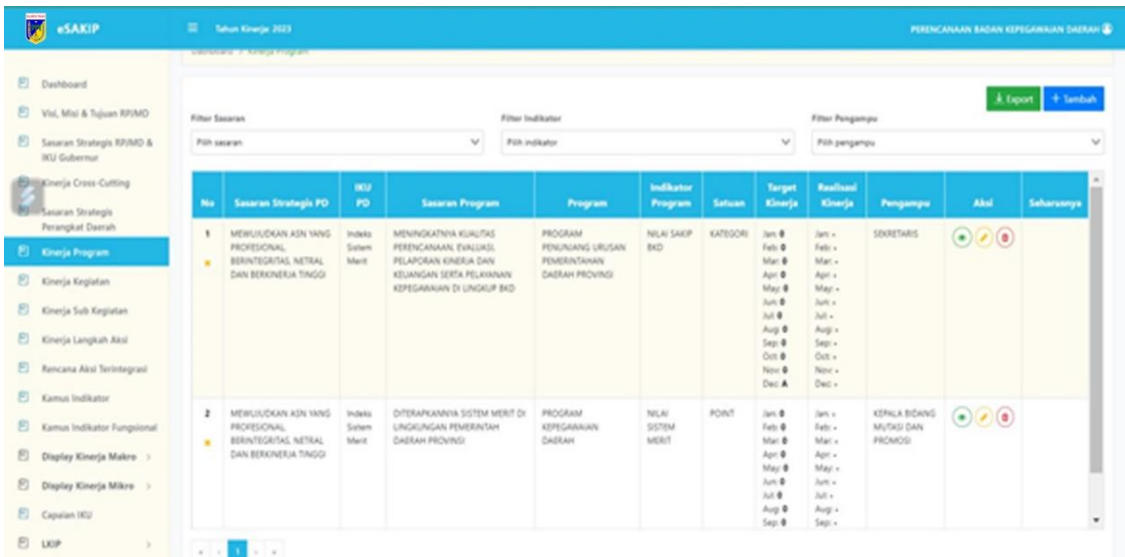 eSAKIP
Tahun Kinerja: 2023
PERENCANAAN BADAN KEPEGAWAIAN DAERAH
Dashboard > Kinerja Program
Dashboard
Visi, Misi & Tujuan RPJMD
Sasaran Strategis RPJMD &
IKU Gubernur
Kinerja Cross-Cutting
Sasaran Strategis
Perangkat Daerah
Kinerja Program
Kinerja Kegiatan
Kinerja Sub Kegiatan
Kinerja Langkah Aksi
Rencana Aksi Terintegrasi
Kamus Indikator
Kamus Indikator Fungsional
Display Kinerja Makro >
Display Kinerja Mikro >
Capaian IKU
LKIP >
Export
+ Tambah
Filter Sasaran
Pilih sasaran
Filter Indikator
Pilih indikator
Filter Pengampu
Pilih pengampu
No
Sasaran Strategis PD
IKU
PD
Sasaran Program
Program
Indikator
Program
Satuan
Target
Kinerja
Realisasi
Kinerja
Pengampu
Aksi
Seharusnya
1
MEWUJUDKAN ASN YANG
PROFESIONAL,
BERINTEGRITAS, NETRAL
DAN BERKINERJA TINGGI
Indeks
Sistem
Merit
MENINGKATNYA KUALITAS
PERENCANAAN, EVALUASI,
PELAPORAN KINERJA DAN
KEUANGAN SERTA PELAYANAN
KEPEGAWAIAN DI LINGKUP BKD
PROGRAM
PENUNJANG URUSAN
PEMERINTAHAN
DAERAH PROVINSI
NILAI SAKIP
BKD
KATEGORI
Jan: 0
Feb: 0
Mar: 0
Apr: 0
May: 0
Jun: 0
Jul: 0
Aug: 0
Sep: 0
Oct: 0
Nov: 0
Dec: A
Jan: -
Feb: -
Mar: -
Apr: -
May: -
Jun: -
Jul: -
Aug: -
Sep: -
Oct: -
Nov: -
Dec: -
SEKRETARIS
2
MEWUJUDKAN ASN YANG
PROFESIONAL,
BERINTEGRITAS, NETRAL
DAN BERKINERJA TINGGI
Indeks
Sistem
Merit
DITERAPKANNYA SISTEM MERIT DI
LINGKUNGAN PEMERINTAH
DAERAH PROVINSI
PROGRAM
KEPEGAWAIAN
DAERAH
NILAI
SISTEM
MERIT
POINT
Jan: 0
Feb: 0
Mar: 0
Apr: 0
May: 0
Jun: 0
Jul: 0
Aug: 0
Sep: 0
Jan: -
Feb: -
Mar: -
Apr: -
May: -
Jun: -
Jul: -
Aug: -
Sep: -
KEPALA BIDANG
MUTASI DAN
PROMOSI
« ‹ 1 › »